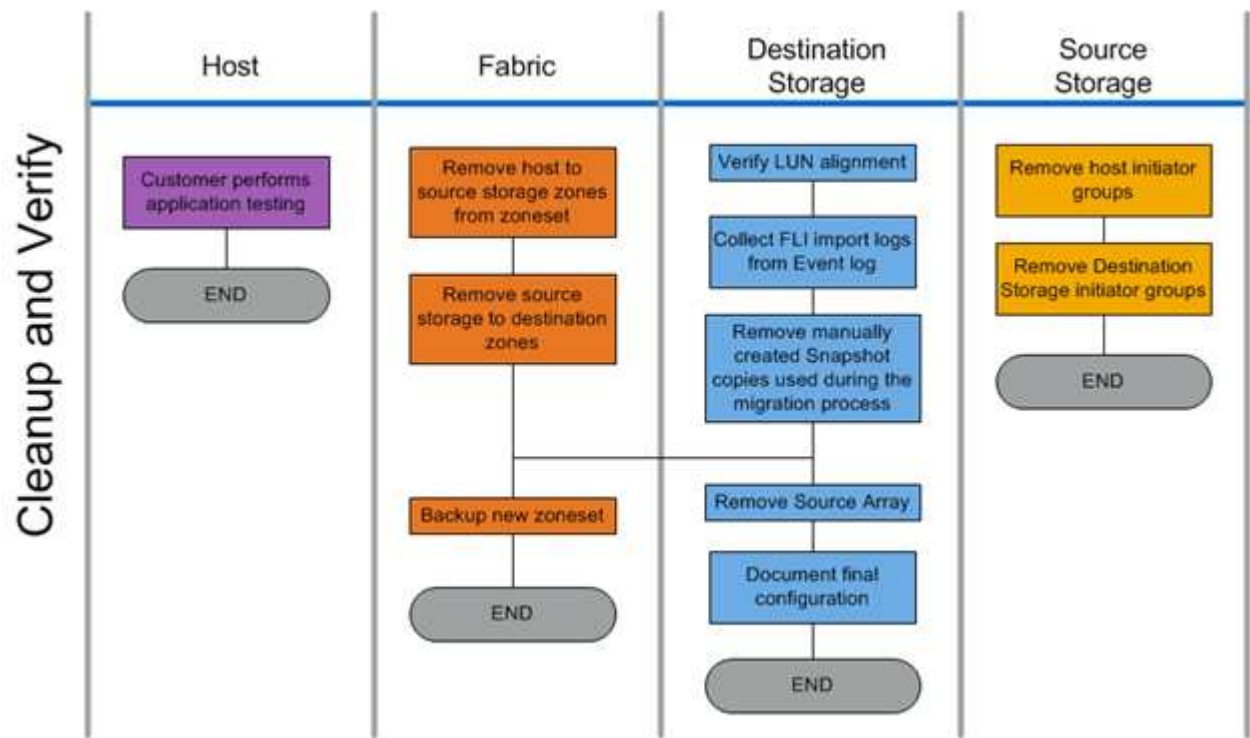 Cleanup and Verify
Host
Customer performs
application testing
END
Fabric
Remove host to
source storage zones
from zoneset
Remove source
storage to destination
zones
Backup new zoneset
END
Destination
Storage
Verify LUN alignment
Collect FLI import logs
from Event log
Remove manually
created Snapshot
copies used during the
migration process
Remove Source Array
Document final
configuration
END
Source
Storage
Remove host initiator
groups
Remove Destination
Storage initiator groups
END